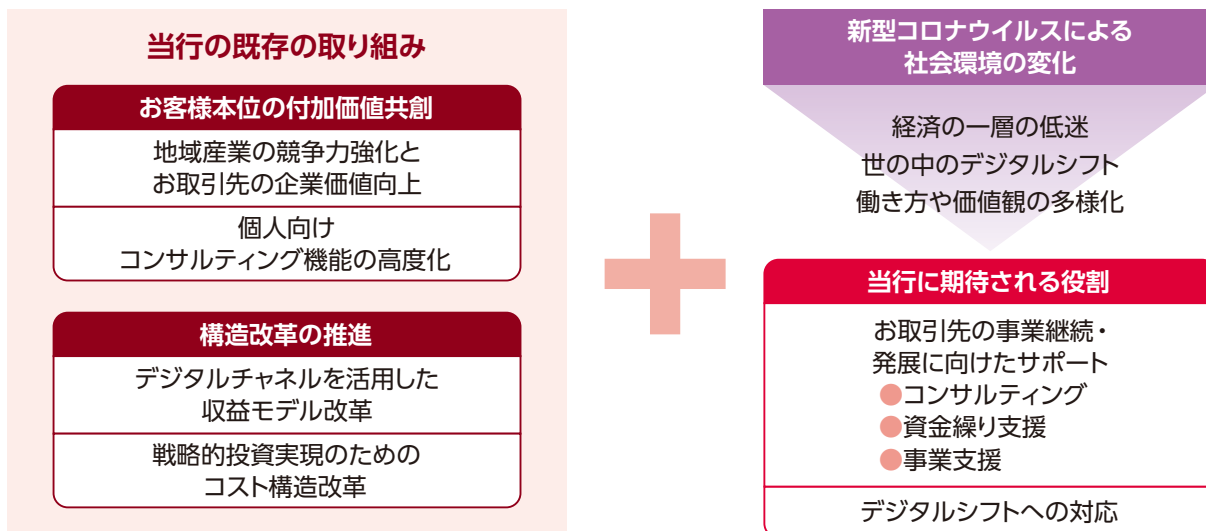 当行の既存の取り組み
お客様本位の付加価値共創
地域産業の競争力強化と
お取引先の企業価値向上
個人向け
コンサルティング機能の高度化
構造改革の推進
デジタルチャネルを活用した
収益モデル改革
戦略的投資実現のための
コスト構造改革
新型コロナウイルスによる
社会環境の変化
経済の一層の低迷
世の中のデジタルシフト
働き方や価値観の多様化
当行に期待される役割
お取引先の事業継続・
発展に向けたサポート
●コンサルティング
●資金繰り支援
●事業支援
デジタルシフトへの対応